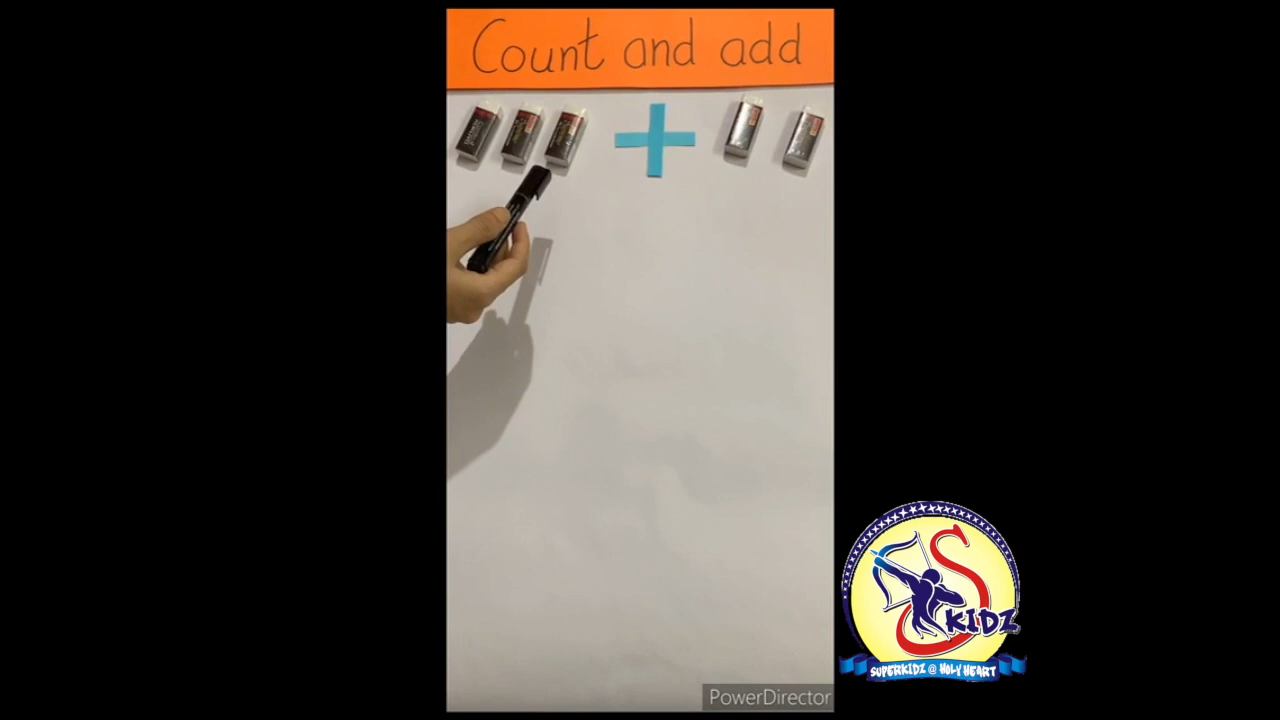 Count and add
S
KIDZ
SUPERKIDZ @ HOLY HEART
PowerDirector